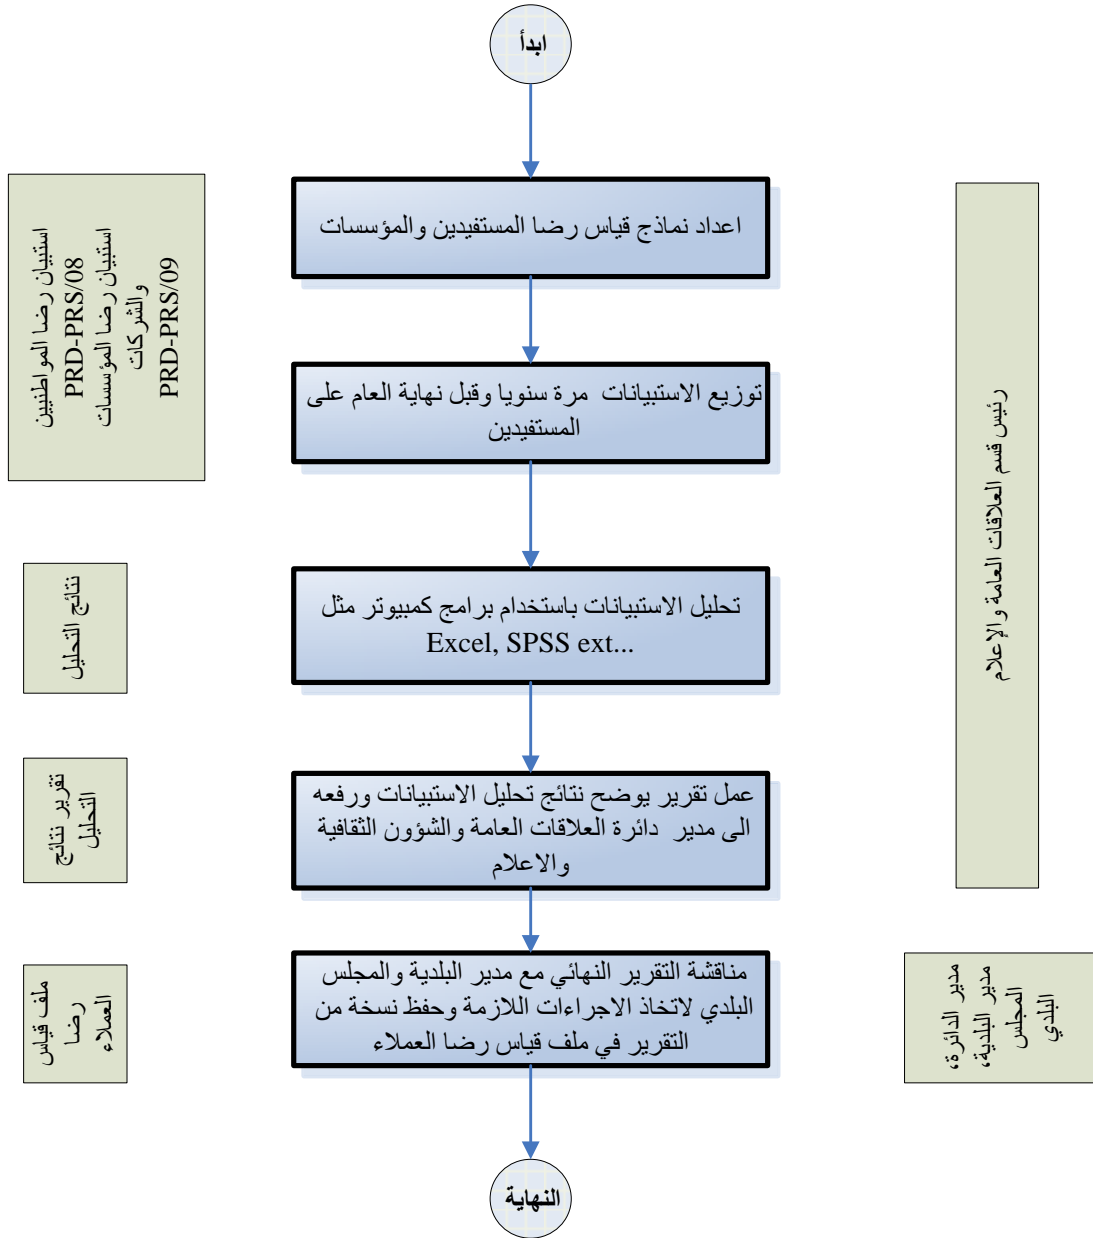 ابدأ
اعداد نماذج قياس رضا المستفيدين والمؤسسات
توزيع الاستبيانات مرة سنويا وقبل نهاية العام على
المستفيدين
تحليل الاستبيانات باستخدام برامج كمبيوتر مثل
Excel, SPSS ext...
عمل تقرير يوضح نتائج تحليل الاستبيانات ورفعه
الى مدير دائرة العلاقات العامة والشؤون الثقافية
والاعلام
مناقشة التقرير النهائي مع مدير البلدية والمجلس
البلدي لاتخاذ الاجراءات اللازمة وحفظ نسخة من
التقرير في ملف قياس رضا العملاء
النهاية
رئيس قسم العلاقات العامة والإعلام
مدير الدائرة،
مدير البلدية،
المجلس
البلدي
استبيان رضا المواطنيين
PRD-PRS/08
استبيان رضا المؤسسات
والشركات
PRD-PRS/09
نتائج التحليل
تقرير نتائج
التحليل
ملف قياس
رضا
العملاء